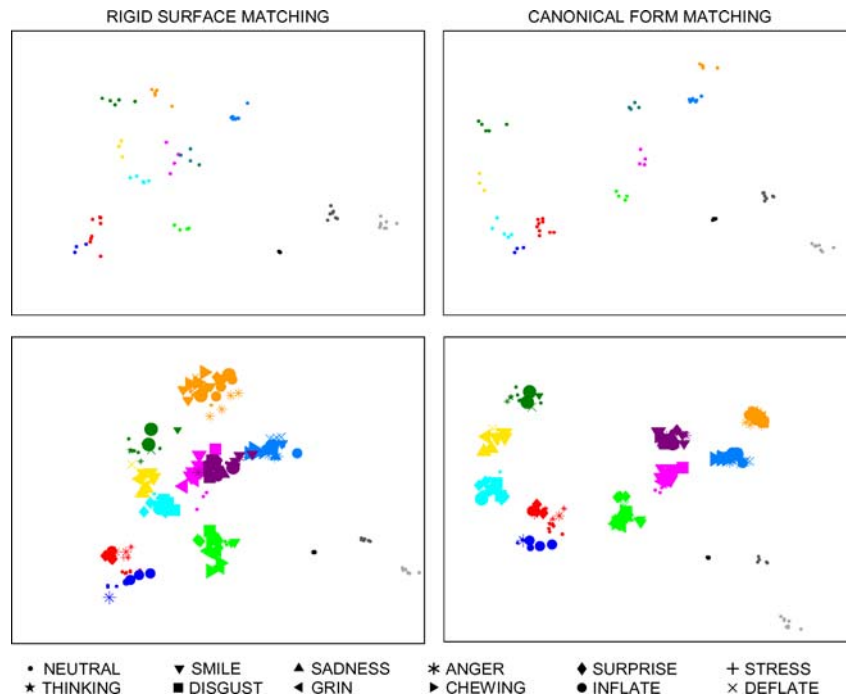 RIGID SURFACE MATCHING CANONICAL FORM MATCHING
NEUTRAL SMILE SADNESS ANGER SURPRISE STRESS
THINKING DISGUST GRIN CHEWING INFLATE DEFLATE